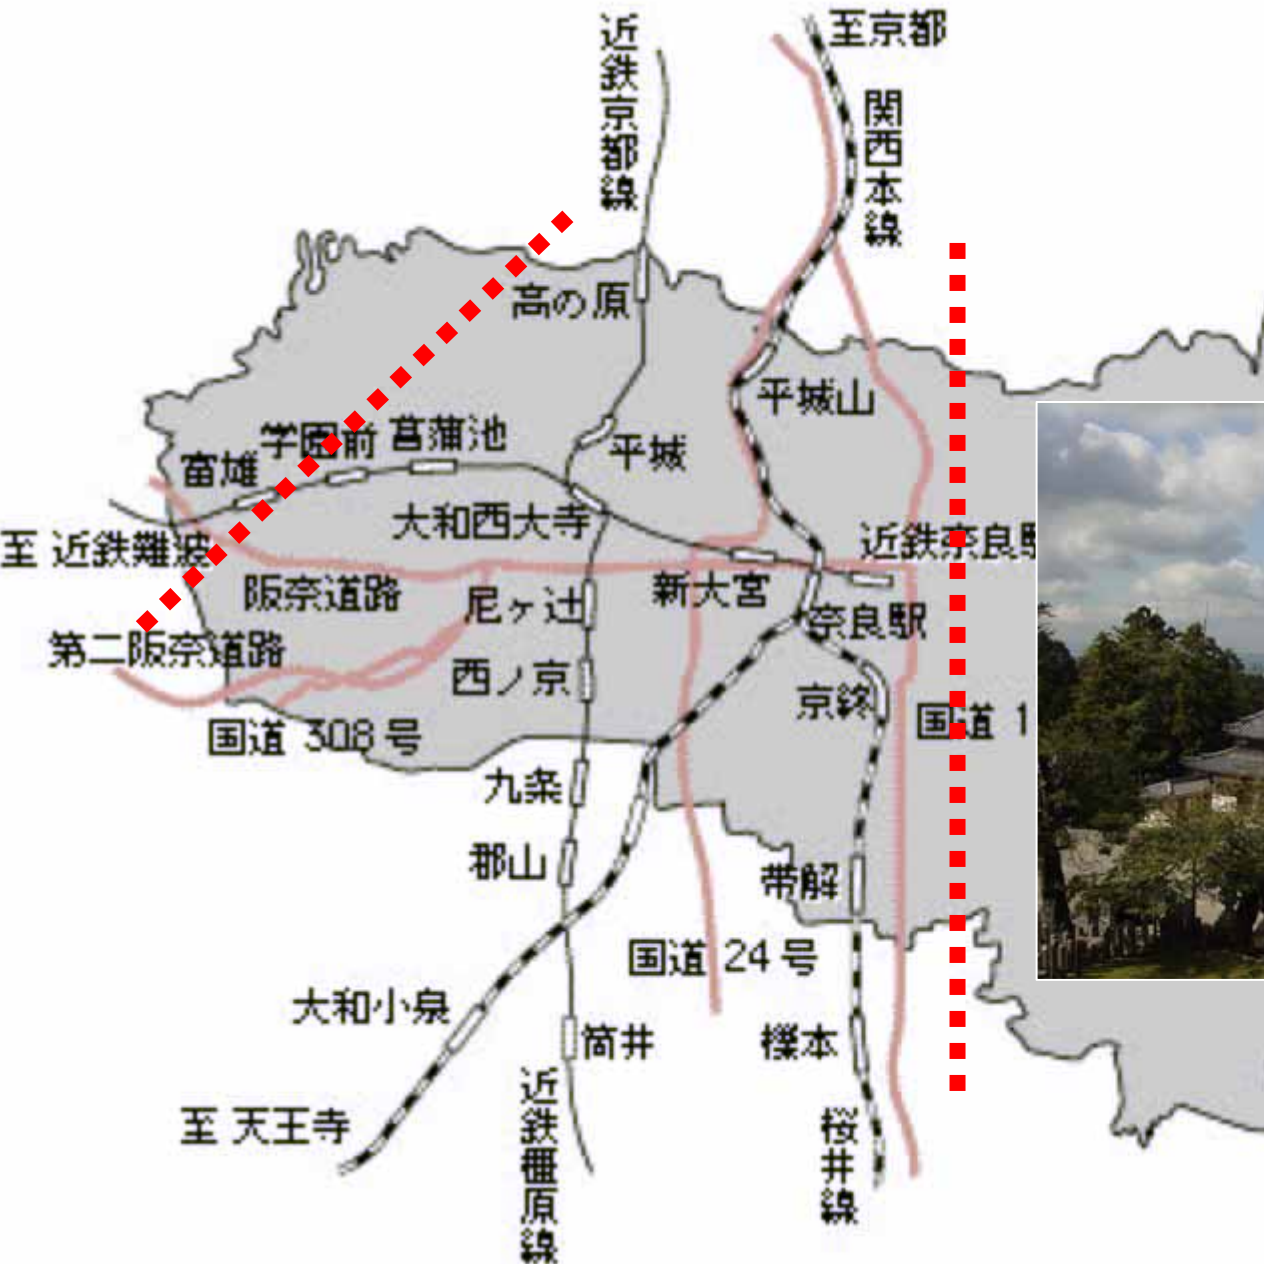 至京都
近鉄京都線
関西本線
高の原
平城山
学園前
菖蒲池
平城
富雄
大和西大寺
至 近鉄難波
近鉄奈良駅
阪奈道路
新大宮
尼ヶ辻
奈良駅
第二阪奈道路
西ノ京
京終
国道 1
国道 308 号
九条
郡山
帯解
国道 24 号
大和小泉
筒井
櫟本
近鉄橿原線
至 天王寺
桜井線